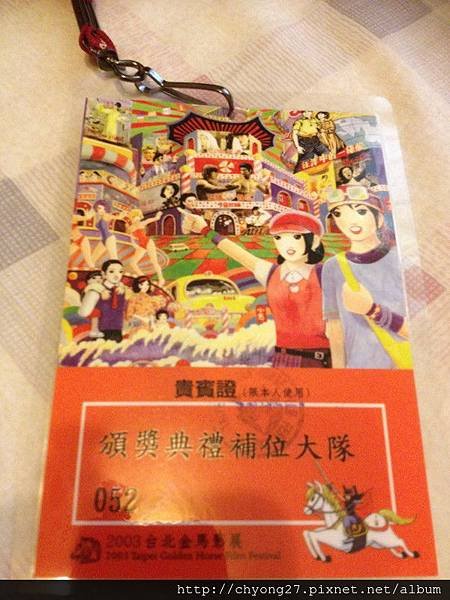 貴賓證(限本人使用)
頒獎典禮補位大隊
052
2003台北金馬影展
2003 Taipei Golden Horse Film Festival
http://chyong27.pixnet.net/album